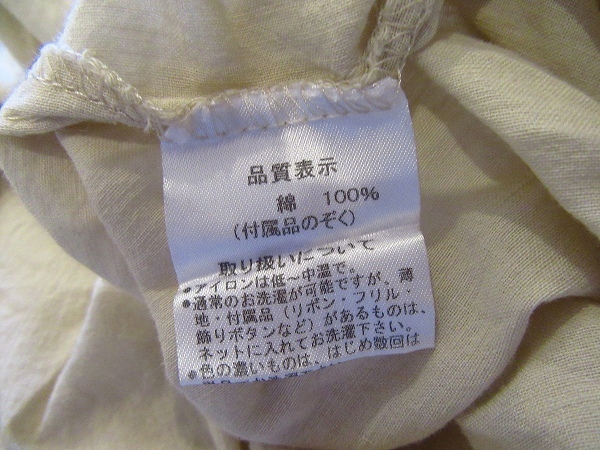 品質表示
綿 100%
(付属品のぞく)
取り扱いについて
●アイロンは低~中温で。
●通常のお洗濯が可能ですが、薄
地・付属品(リボン・フリル・
飾りボタンなど)があるものは、
ネットに入れてお洗濯下さい。
●色の濃いものは、はじめ数回は